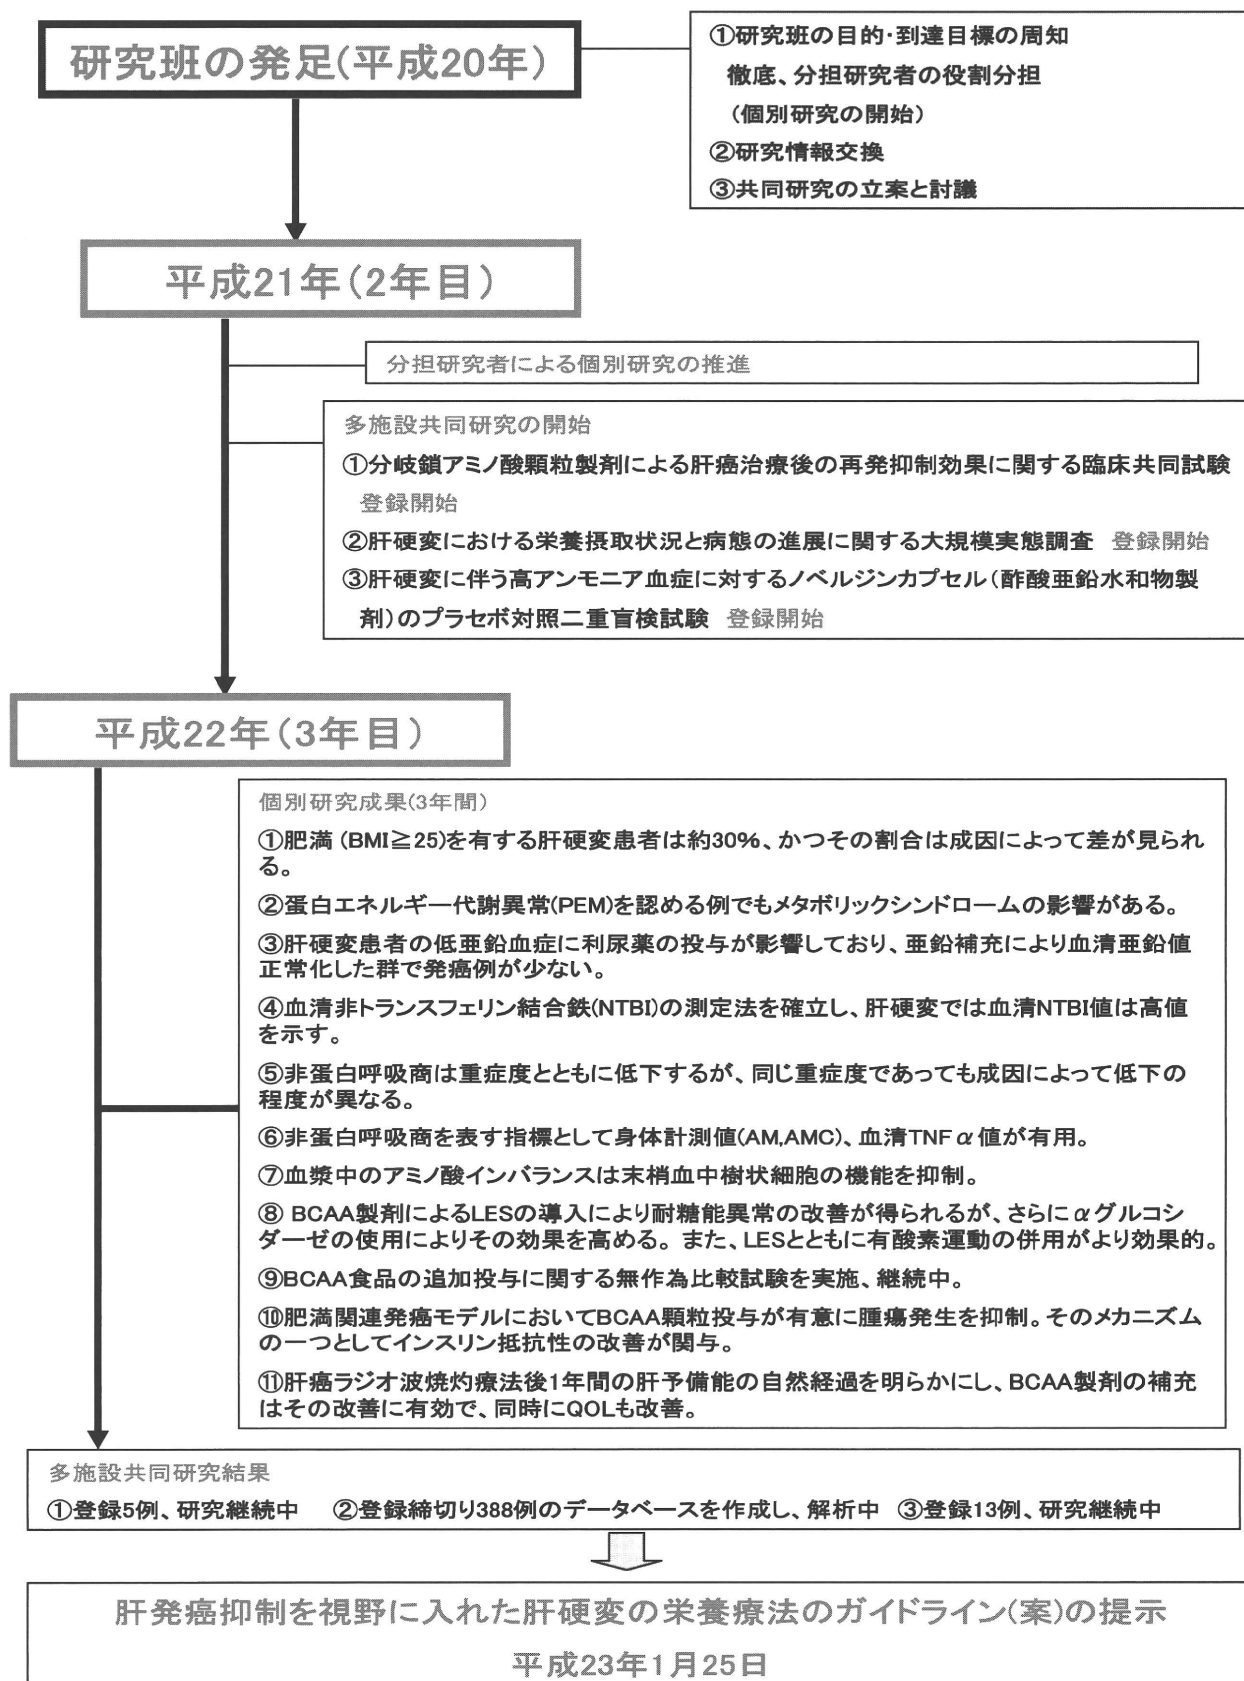 研究班の発足(平成20年)
①研究班の目的・到達目標の周知
徹底、分担研究者の役割分担
(個別研究の開始)
②研究情報交換
③共同研究の立案と討議
平成21年(2年目)
分担研究者による個別研究の推進
多施設共同研究の開始
①分岐鎖アミノ酸顆粒製剤による肝癌治療後の再発抑制効果に関する臨床共同試験
登録開始
②肝硬変における栄養摂取状況と病態の進展に関する大規模実態調査 登録開始
③肝硬変に伴う高アンモニア血症に対するノベルジンカプセル(酢酸亜鉛水和物製
剤)のプラセボ対照二重盲検試験 登録開始
平成22年(3年目)
個別研究成果(3年間)
①肥満 (BMI≧25)を有する肝硬変患者は約30%、かつその割合は成因によって差が見られ
る。
②蛋白エネルギー代謝異常(PEM)を認める例でもメタボリックシンドロームの影響がある。
③肝硬変患者の低亜鉛血症に利尿薬の投与が影響しており、亜鉛補充により血清亜鉛値
正常化した群で発癌例が少ない。
④血清非トランスフェリン結合鉄(NTBI)の測定法を確立し、肝硬変では血清NTBI値は高値
を示す。
⑤非蛋白呼吸商は重症度とともに低下するが、同じ重症度であっても成因によって低下の
程度が異なる。
⑥非蛋白呼吸商を表す指標として身体計測値(AM,AMC)、血清TNFα値が有用。
⑦血漿中のアミノ酸インバランスは末梢血中樹状細胞の機能を抑制。
⑧ BCAA製剤によるLESの導入により耐糖能異常の改善が得られるが、さらにαグルコシ
ダーゼの使用によりその効果を高める。また、LESとともに有酸素運動の併用がより効果的。
⑨BCAA食品の追加投与に関する無作為比較試験を実施、継続中。
⑩肥満関連発癌モデルにおいてBCAA顆粒投与が有意に腫瘍発生を抑制。そのメカニズム
の一つとしてインスリン抵抗性の改善が関与。
⑪肝癌ラジオ波焼灼療法後1年間の肝予備能の自然経過を明らかにし、BCAA製剤の補充
はその改善に有効で、同時にQOLも改善。
多施設共同研究結果
①登録5例、研究継続中 ②登録締切り388例のデータベースを作成し、解析中 ③登録13例、研究継続中
肝発癌抑制を視野に入れた肝硬変の栄養療法のガイドライン(案)の提示
平成23年1月25日